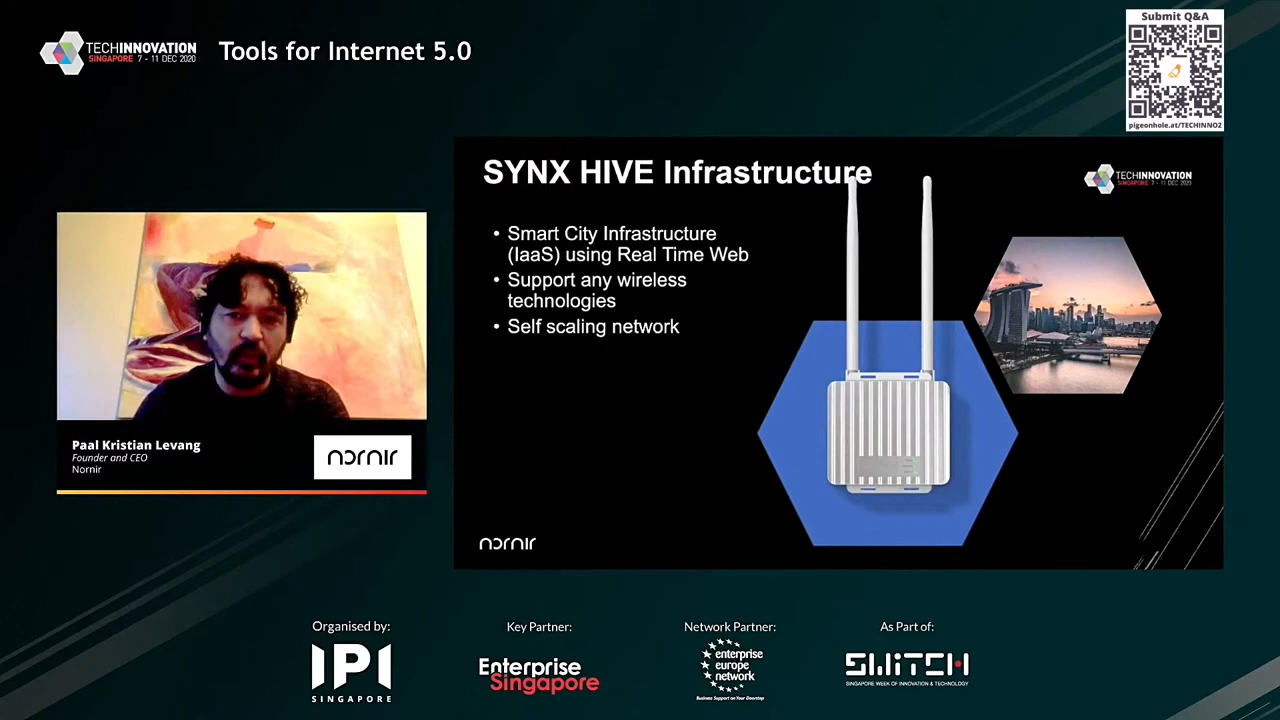 TECHINNOVATION
SINGAPORE 7 - 11 DEC 2020
Tools for Internet 5.0
Submit Q&A
pigeonhole.at/TECHINNO2
SYNX HIVE Infrastructure
TECHINNOVATION
SINGAPORE 7 - 11 DEC 2020
• Smart City Infrastructure
(IaaS) using Real Time Web
• Support any wireless
technologies
• Self scaling network
Paal Kristian Levang
Founder and CEO
Nornir
nornir
nornir
Organised by:
IPI
SINGAPORE
Key Partner:
Enterprise
Singapore
Network Partner:
enterprise
europe
network
Business Support on Your Doorstep
As Part of:
SWITCH
SINGAPORE WEEK OF INNOVATION & TECHNOLOGY